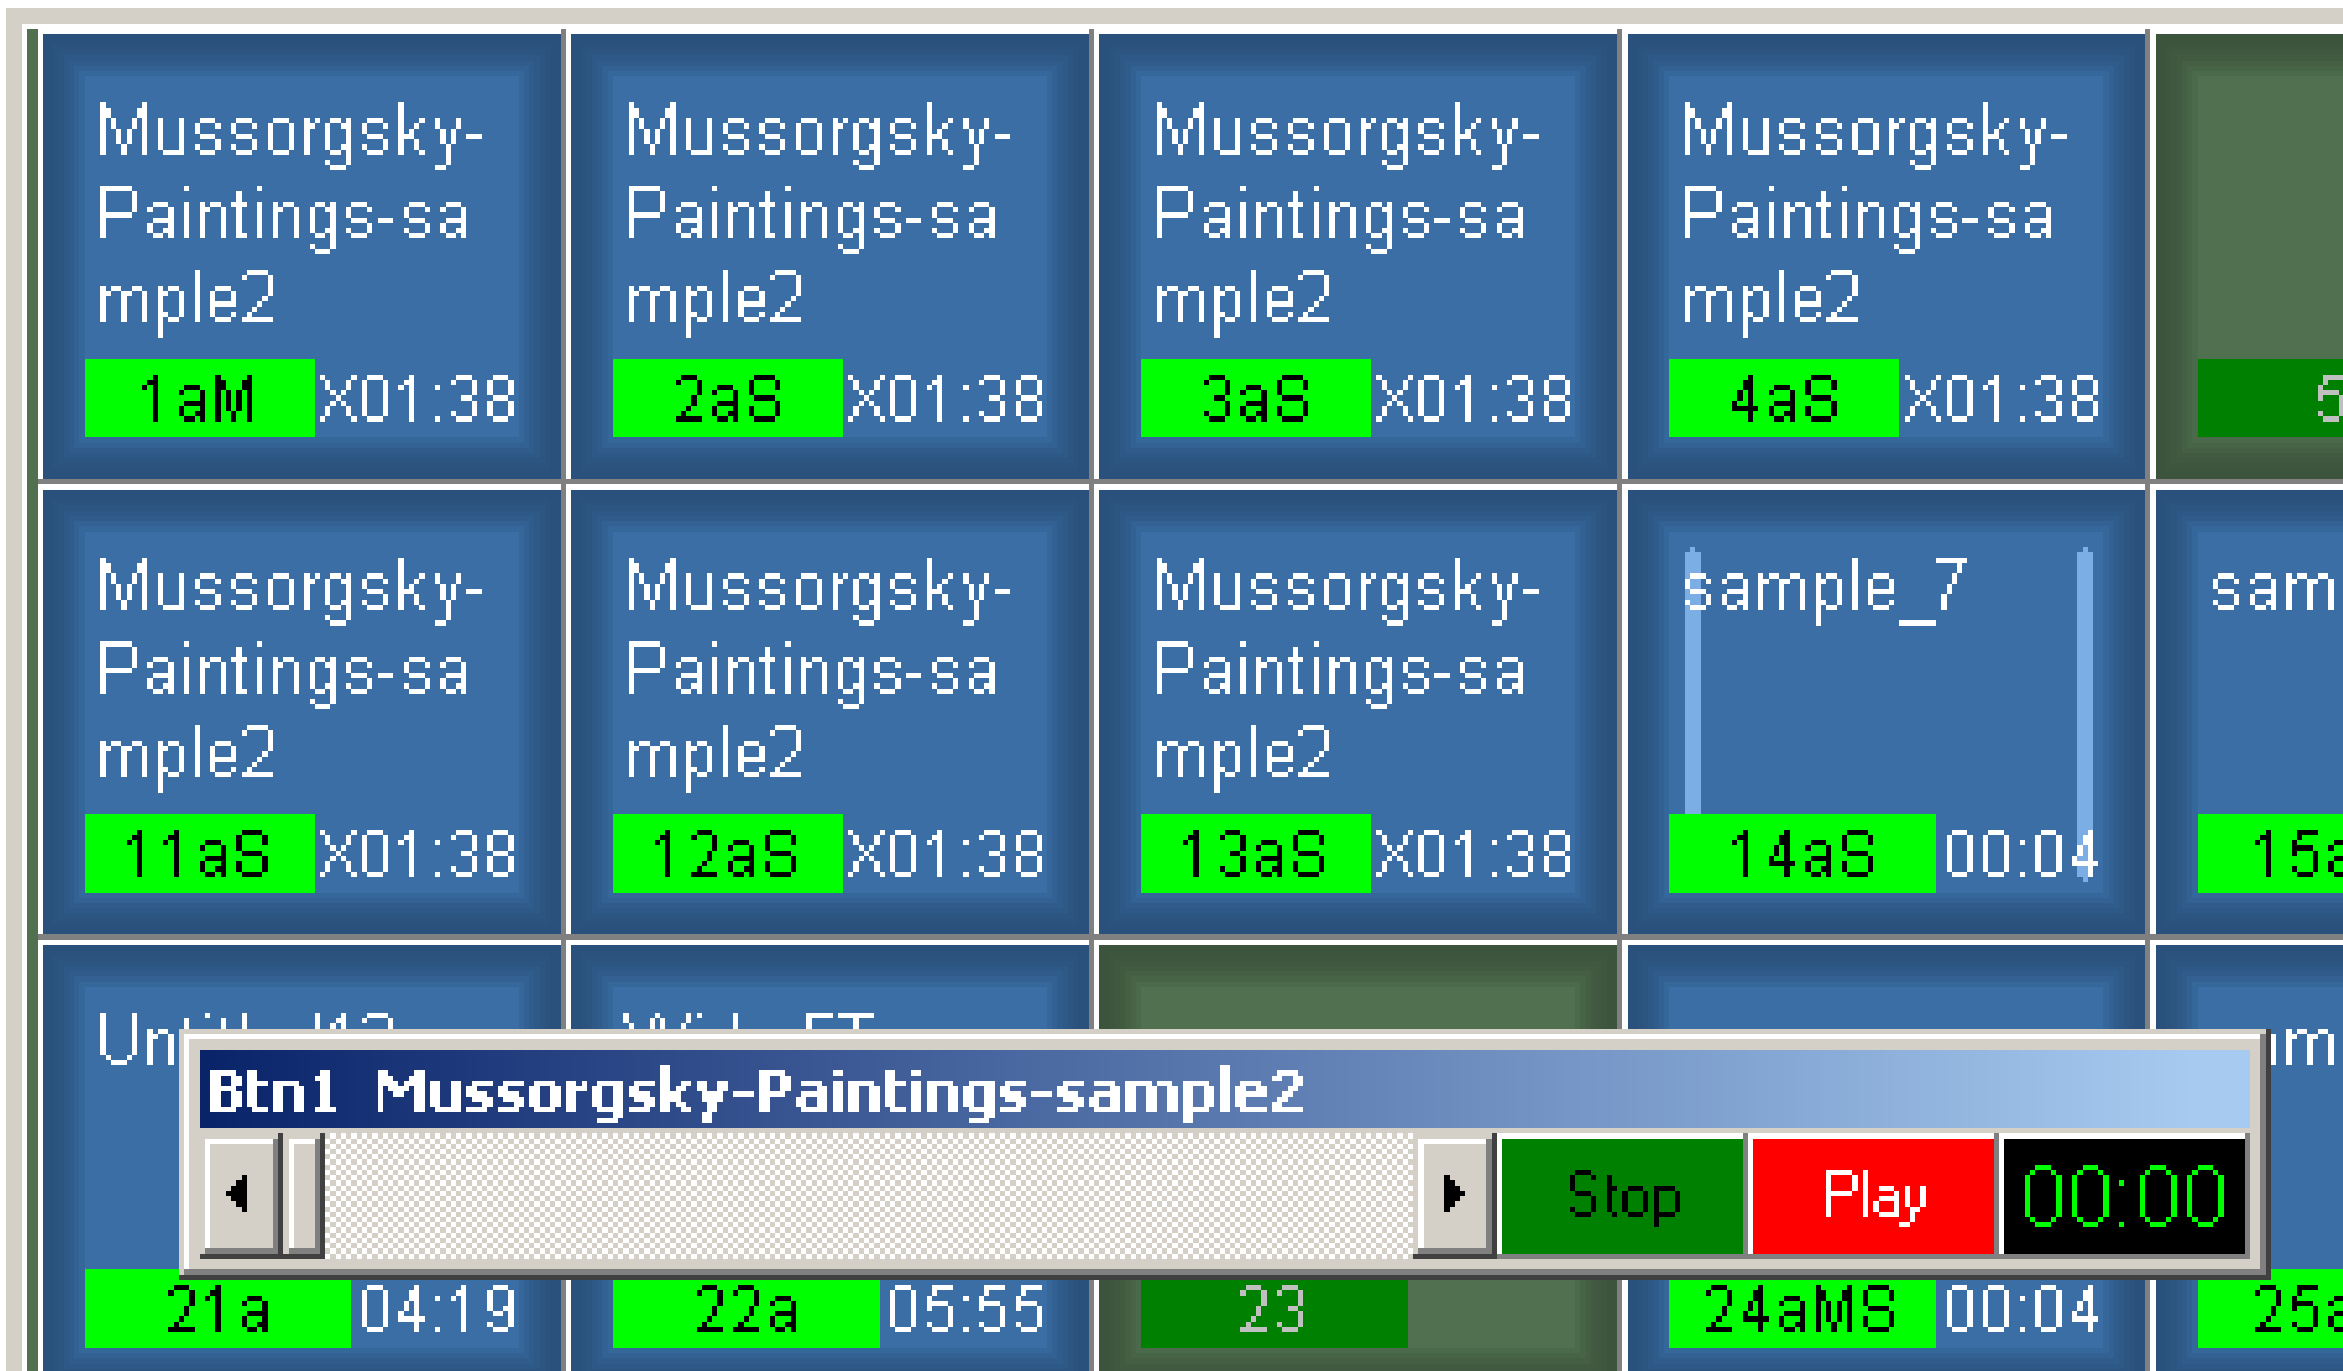 Mussorgsky-
Paintings-sa
mple2
1aM X01:38
Mussorgsky-
Paintings-sa
mple2
2aS X01:38
Mussorgsky-
Paintings-sa
mple2
3aS X01:38
Mussorgsky-
Paintings-sa
mple2
4aS X01:38
Mussorgsky-
Paintings-sa
mple2
11aS X01:38
Mussorgsky-
Paintings-sa
mple2
12aS X01:38
Mussorgsky-
Paintings-sa
mple2
13aS X01:38
sample_7
14aS 00:04
sam
15a
Btn1 Mussorgsky-Paintings-sample2
Stop Play 00:00
21a 04:19
22a 05:55
23
24aMS 00:04
25a